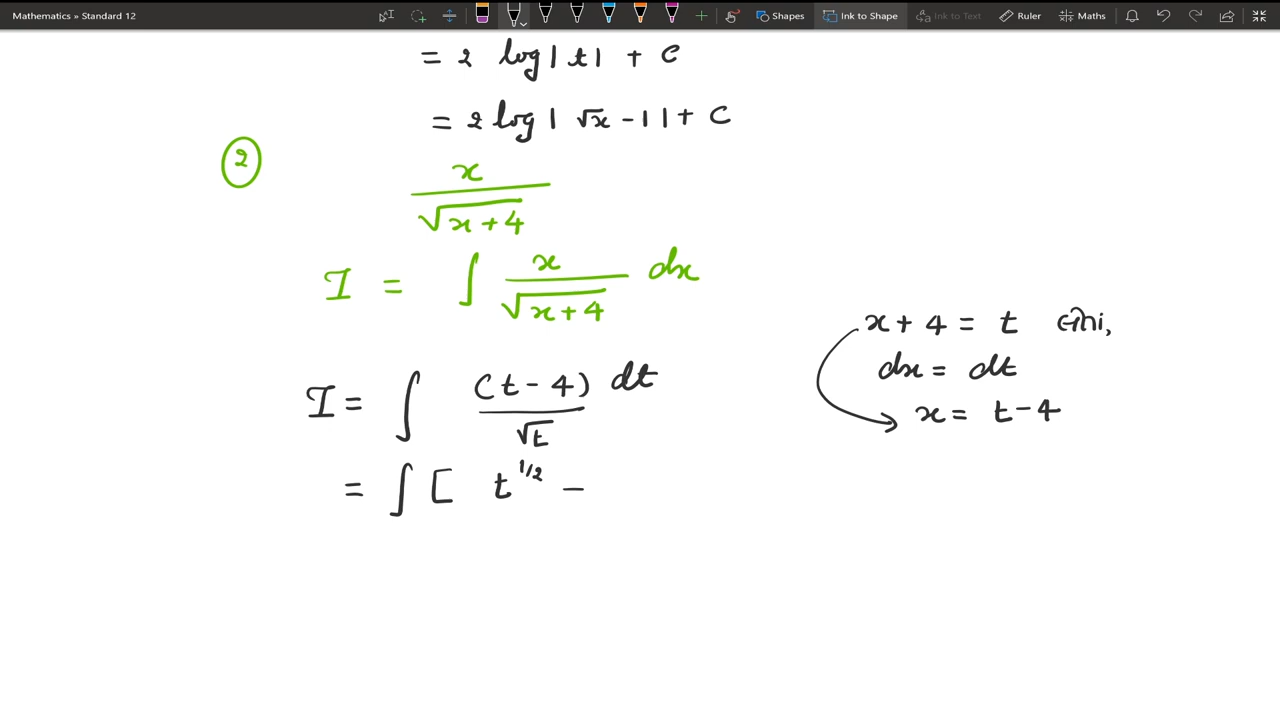 Mathematics » Standard 12
Shapes
Ink to Shape
Ink to Text
Ruler
Maths
= 2 log|t| + C
= 2 log| √x - 1 | + C
2
x/√(x+4)
I = ∫ x/√(x+4) dx
x + 4 = t લેતાં,
dx = dt
x = t - 4
I = ∫ (t - 4)/√t dt
= ∫ [ t^1/2 -